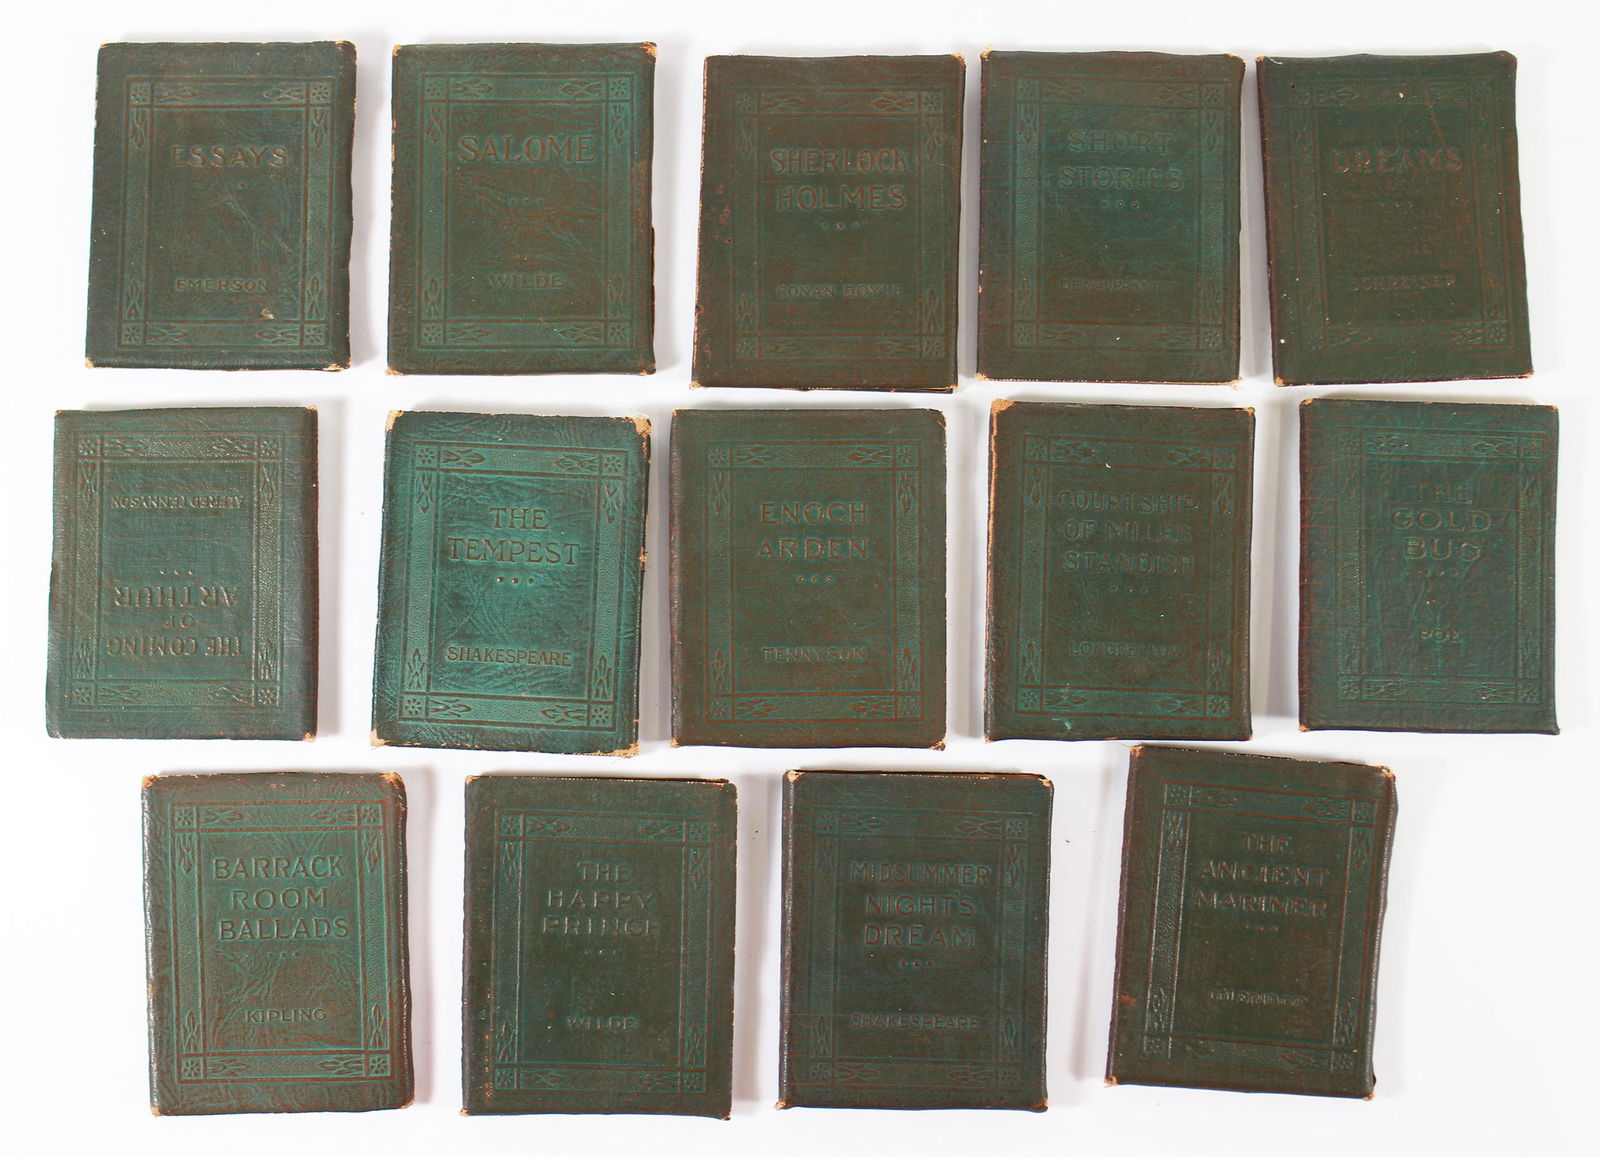 ESSAYS
EMERSON
SALOME
WILDE
SHERLOCK
HOLMES
CONAN DOYLE
SHORT
STORIES
DEMAUPASSANT
DREAMS
SCHREINER
THE COMING
OF
ARTHUR
ALFRED TENNYSON
THE
TEMPEST
SHAKESPEARE
ENOCH
ARDEN
TENNYSON
COURTSHIP
OF MILES
STANDISH
LONGFELLOW
THE
GOLD
BUG
POE
BARRACK
ROOM
BALLADS
KIPLING
THE
HAPPY
PRINCE
WILDE
MIDSUMMER
NIGHT'S
DREAM
SHAKESPEARE
THE
ANCIENT
MARINER
COLERIDGE